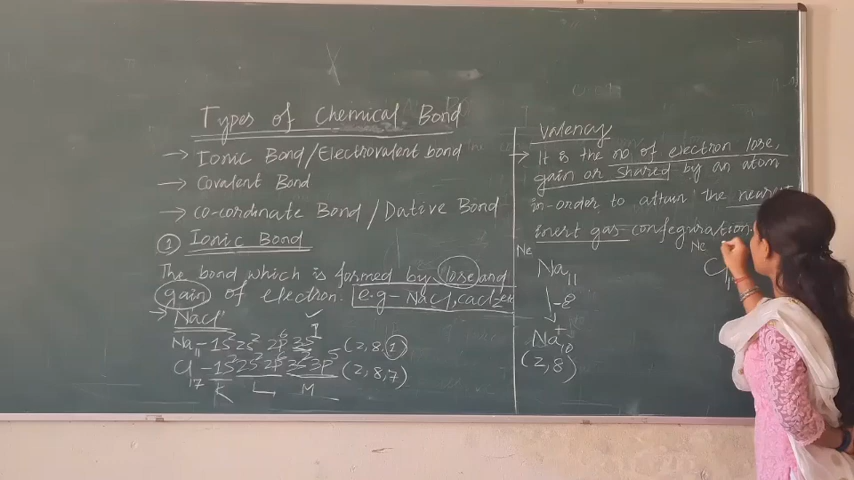 Types of Chemical Bond
→ Ionic Bond/Electrovalent bond
→ Covalent Bond
→ co-cordinate Bond/Dative Bond
① Ionic Bond
The bond which is formed by lose and
gain of electron. e.g- NaCl, CaCl2 etc
→ NaCl
Na11 - 1S² 2S² 2P⁶ 3S¹ - (2,8,1)
Cl17 - 1S² 2S² 2P⁶ 3S² 3P⁵ (2,8,7)
K L M
Valency
→ It is the no. of electron lose,
gain or shared by an atom
in-order to attain the nearest
inert gas configuration.
Ne
Ne
Na11
Cl
↓-e
Na⁺10
(2,8)